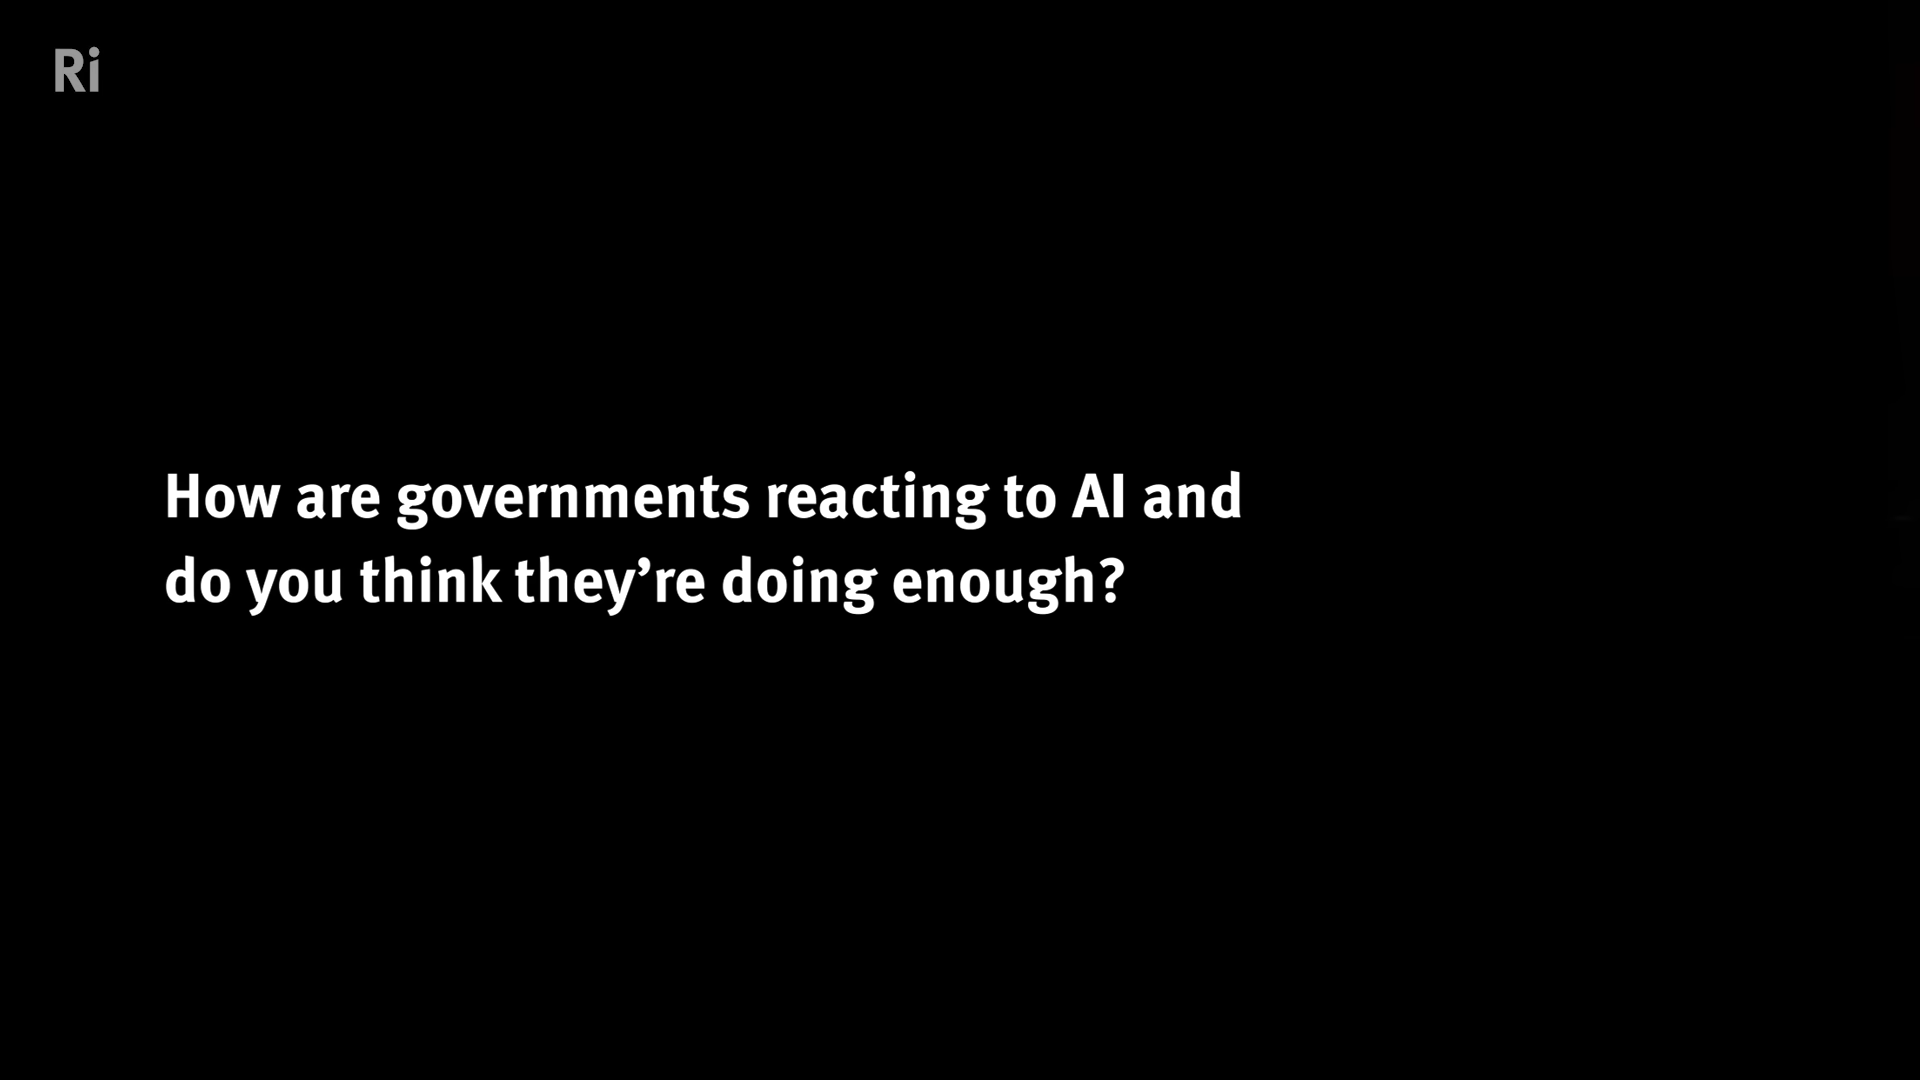 Ri
How are governments reacting to AI and
do you think they’re doing enough?